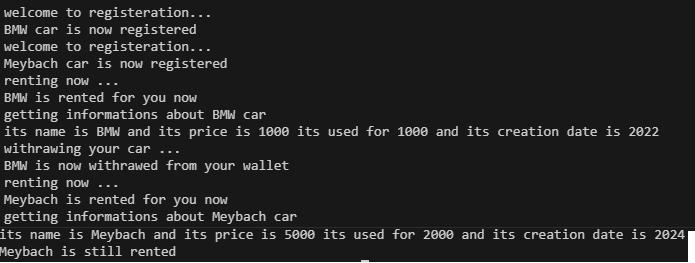 welcome to registeration...
BMW car is now registered
welcome to registeration...
Meybach car is now registered
renting now ...
BMW is rented for you now
getting informations about BMW car
its name is BMW and its price is 1000 its used for 1000 and its creation date is 2022
withrawing your car ...
BMW is now withrawed from your wallet
renting now ...
Meybach is rented for you now
getting informations about Meybach car
its name is Meybach and its price is 5000 its used for 2000 and its creation date is 2024
Meybach is still rented